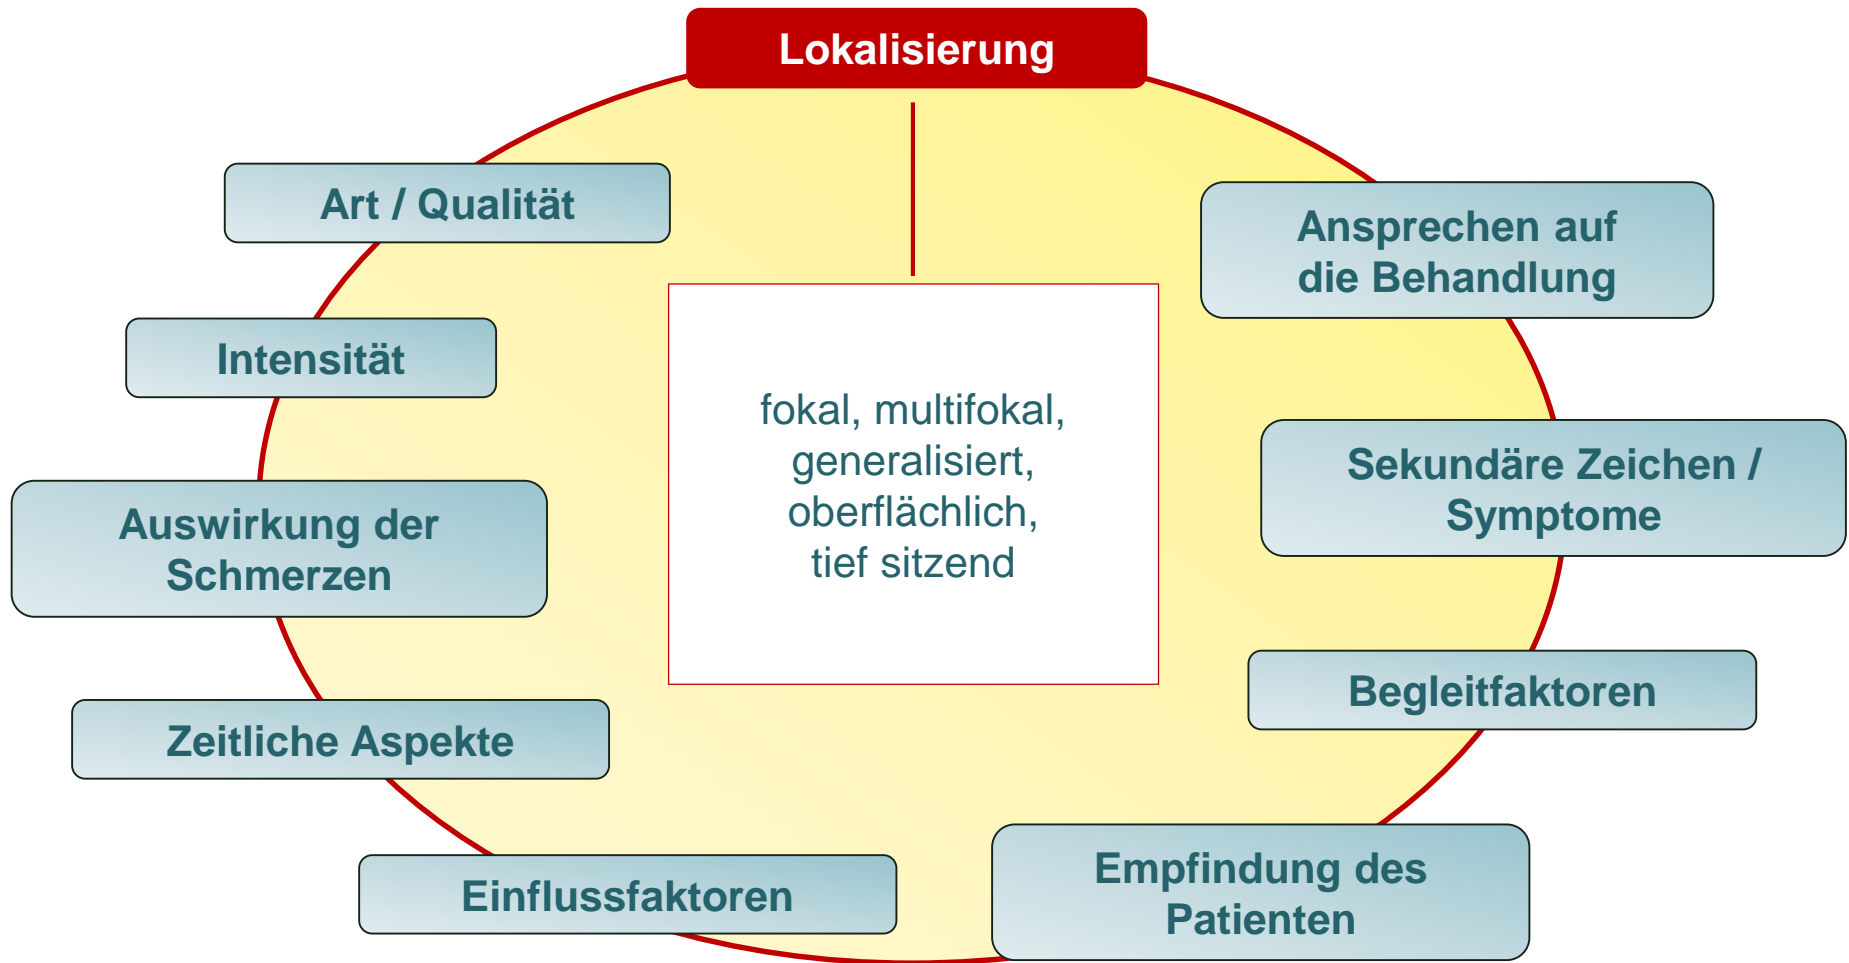 Lokalisierung
Art / Qualität
Ansprechen auf
die Behandlung
Intensität
fokal, multifokal,
generalisiert,
oberflächlich,
tief sitzend
Sekundäre Zeichen /
Symptome
Auswirkung der
Schmerzen
Begleitfaktoren
Zeitliche Aspekte
Empfindung des
Patienten
Einflussfaktoren